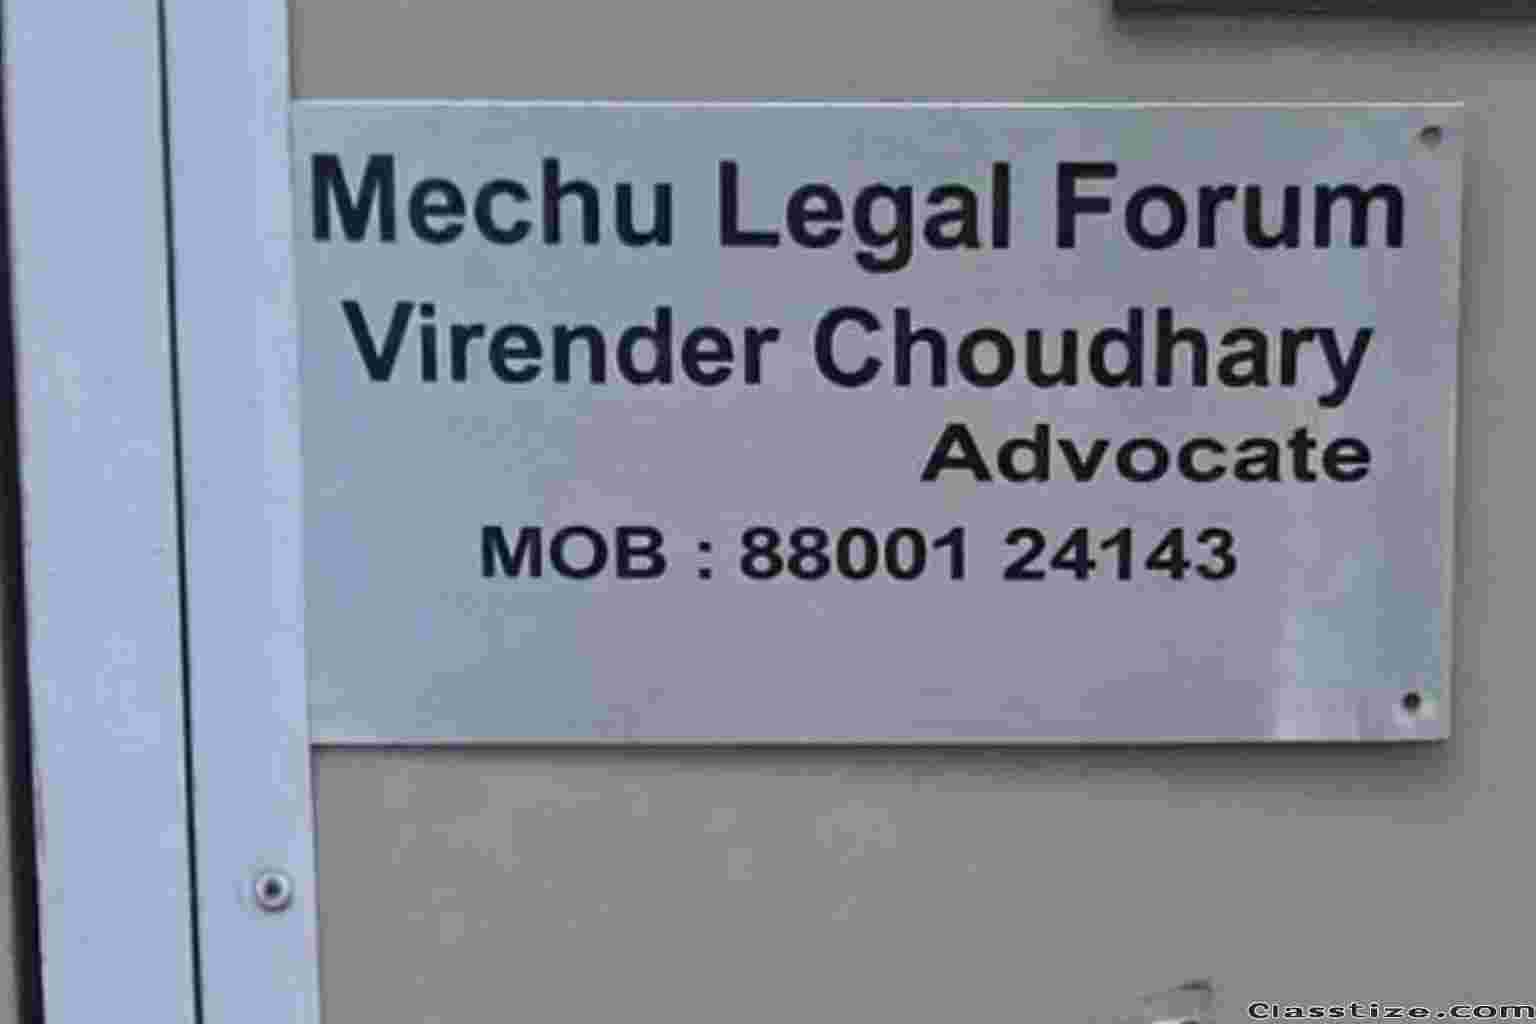 Mechu Legal Forum
Virender Choudhary
Advocate
MOB : 88001 24143
Classtize.com